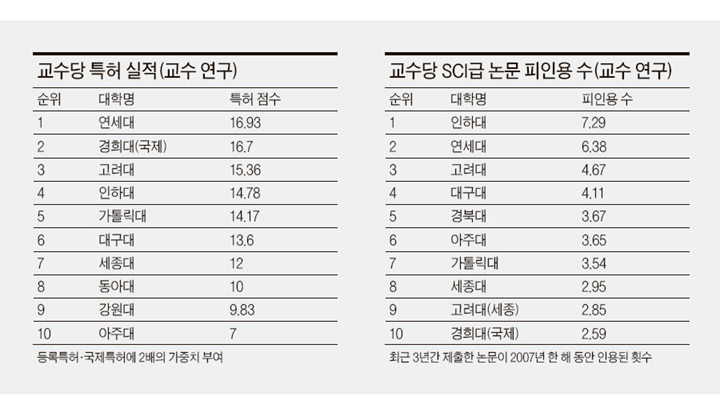 교수당 특허 실적(교수 연구)
순위 대학명 특허 점수
1 연세대 16.93
2 경희대(국제) 16.7
3 고려대 15.36
4 인하대 14.78
5 가톨릭대 14.17
6 대구대 13.6
7 세종대 12
8 동아대 10
9 강원대 9.83
10 아주대 7
등록특허·국제특허에 2배의 가중치 부여
교수당 SCI급 논문 피인용 수(교수 연구)
순위 대학명 피인용 수
1 인하대 7.29
2 연세대 6.38
3 고려대 4.67
4 대구대 4.11
5 경북대 3.67
6 아주대 3.65
7 가톨릭대 3.54
8 세종대 2.95
9 고려대(세종) 2.85
10 경희대(국제) 2.59
최근 3년간 제출한 논문이 2007년 한 해 동안 인용된 횟수